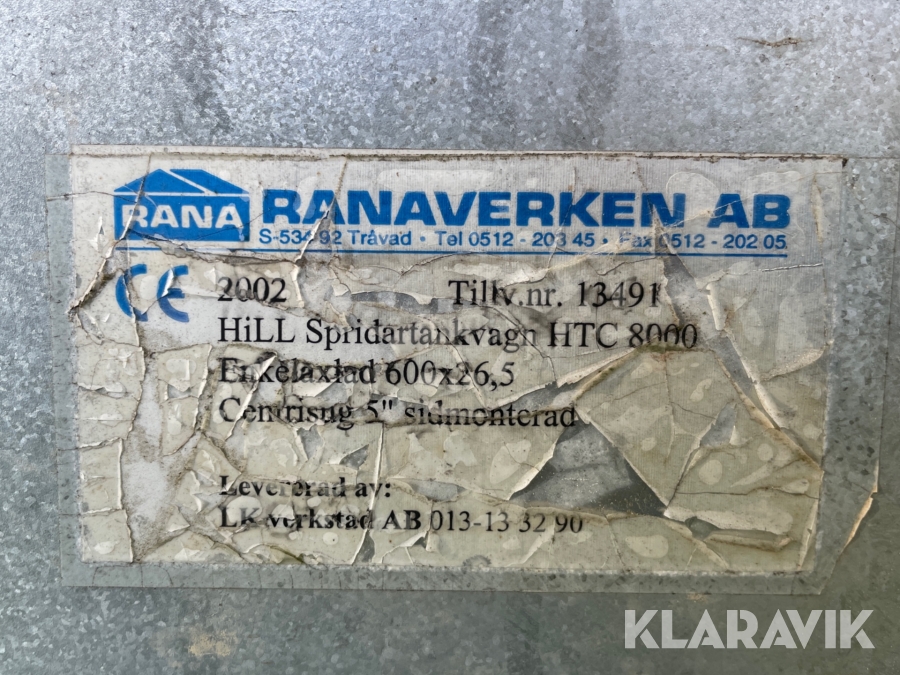 RANA
RANAVERKEN AB
S-534 92 Tråvad • Tel 0512 - 203 45 • Fax 0512 - 202 05
CE
2002 Tillv.nr. 13491
HiLL Spridartankvagn HTC 8000
Enkelaxlad 600x26,5
Centrisug 5" sidmonterad
Levererad av:
LK verkstad AB 013-13 32 90
KLARAVIK